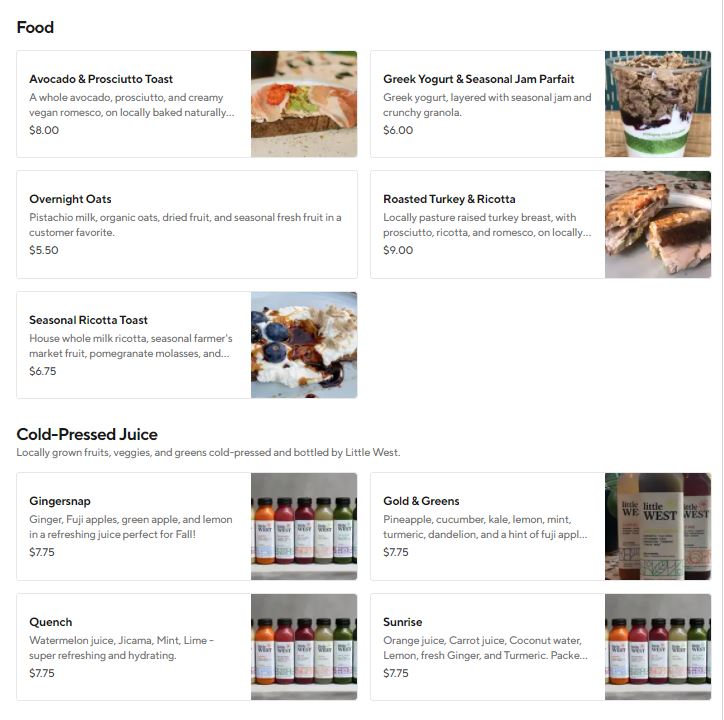 Food
Avocado & Prosciutto Toast
A whole avocado, prosciutto, and creamy
vegan romesco, on locally baked naturally...
$8.00
Greek Yogurt & Seasonal Jam Parfait
Greek yogurt, layered with seasonal jam and
crunchy granola.
$6.00
Overnight Oats
Pistachio milk, organic oats, dried fruit, and seasonal fresh fruit in a
customer favorite.
$5.50
Roasted Turkey & Ricotta
Locally pasture raised turkey breast, with
prosciutto, ricotta, and romesco, on locally...
$9.00
Seasonal Ricotta Toast
House whole milk ricotta, seasonal farmer's
market fruit, pomegranate molasses, and...
$6.75
Cold-Pressed Juice
Locally grown fruits, veggies, and greens cold-pressed and bottled by Little West.
Gingersnap
Ginger, Fuji apples, green apple, and lemon
in a refreshing juice perfect for Fall!
$7.75
little
WEST
Gold & Greens
Pineapple, cucumber, kale, lemon, mint,
turmeric, dandelion, and a hint of fuji appl...
$7.75
little
WEST
Quench
Watermelon juice, Jicama, Mint, Lime -
super refreshing and hydrating.
$7.75
little
WEST
Sunrise
Orange juice, Carrot juice, Coconut water,
Lemon, fresh Ginger, and Turmeric. Packe...
$7.75
little
WEST